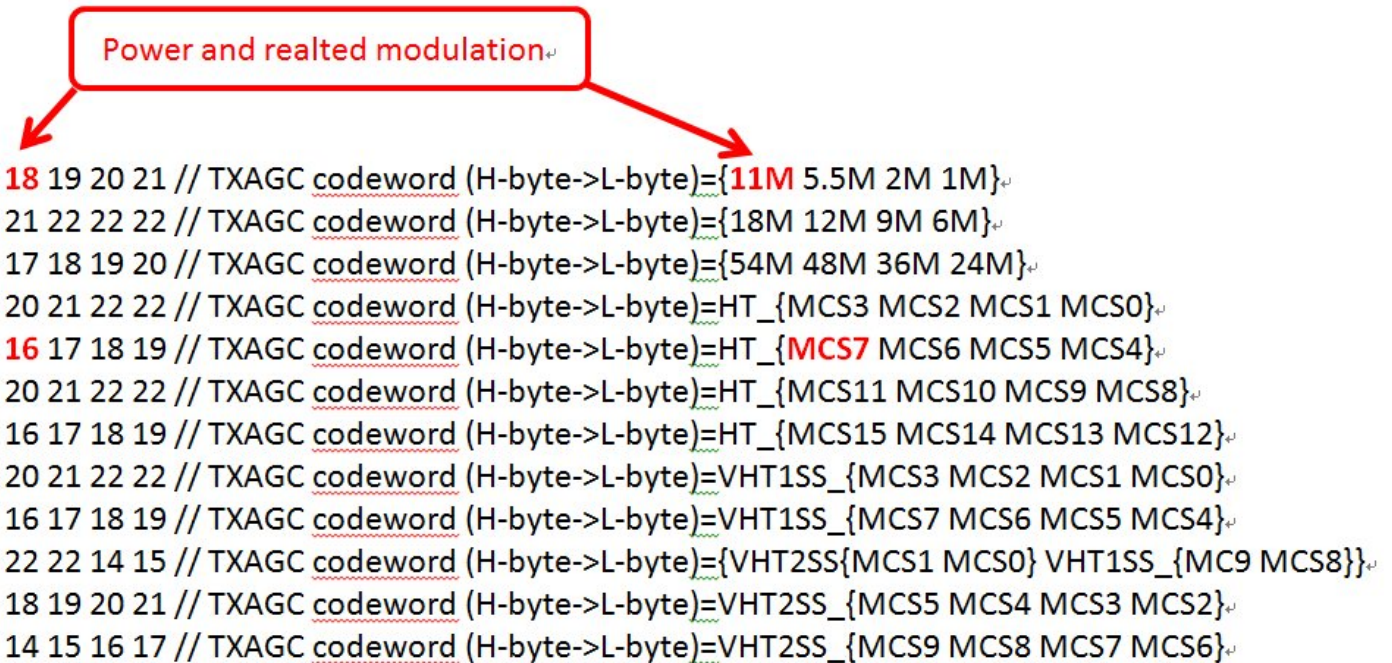 Power and realted modulation
18 19 20 21 // TXAGC codeword (H-byte->L-byte)={11M 5.5M 2M 1M}
21 22 22 22 // TXAGC codeword (H-byte->L-byte)={18M 12M 9M 6M}
17 18 19 20 // TXAGC codeword (H-byte->L-byte)={54M 48M 36M 24M}
20 21 22 22 // TXAGC codeword (H-byte->L-byte)=HT_{MCS3 MCS2 MCS1 MCS0}
16 17 18 19 // TXAGC codeword (H-byte->L-byte)=HT_{MCS7 MCS6 MCS5 MCS4}
20 21 22 22 // TXAGC codeword (H-byte->L-byte)=HT_{MCS11 MCS10 MCS9 MCS8}
16 17 18 19 // TXAGC codeword (H-byte->L-byte)=HT_{MCS15 MCS14 MCS13 MCS12}
20 21 22 22 // TXAGC codeword (H-byte->L-byte)=VHT1SS_{MCS3 MCS2 MCS1 MCS0}
16 17 18 19 // TXAGC codeword (H-byte->L-byte)=VHT1SS_{MCS7 MCS6 MCS5 MCS4}
22 22 14 15 // TXAGC codeword (H-byte->L-byte)={VHT2SS{MCS1 MCS0} VHT1SS_{MC9 MCS8}}
18 19 20 21 // TXAGC codeword (H-byte->L-byte)=VHT2SS_{MCS5 MCS4 MCS3 MCS2}
14 15 16 17 // TXAGC codeword (H-byte->L-byte)=VHT2SS_{MCS9 MCS8 MCS7 MCS6}